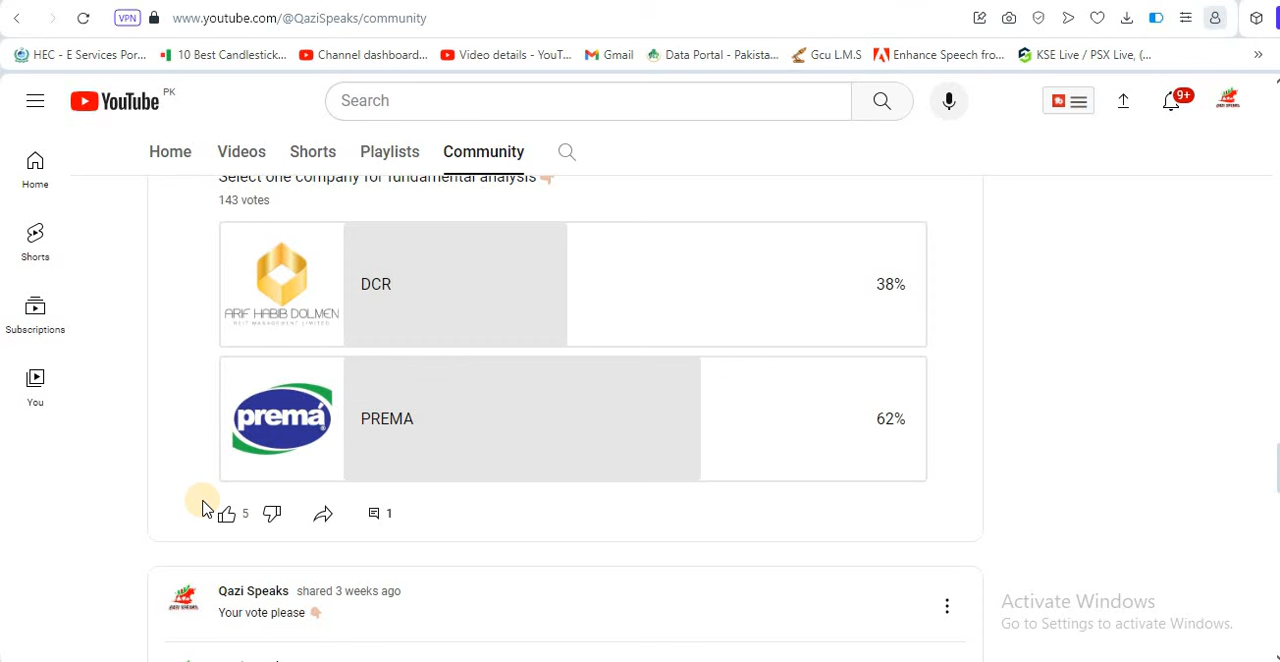 VPN
www.youtube.com/@QaziSpeaks/community
HEC - E Services Por...
10 Best Candlestick...
Channel dashboard...
Video details - YouT...
Gmail
Data Portal - Pakista...
Gcu L.M.S
Enhance Speech fro...
KSE Live / PSX Live, (...
»
YouTube PK
Search
9+
Home
Videos
Shorts
Playlists
Community
Home
Shorts
Subscriptions
You
Select one company for fundamental analysis👇🏼
143 votes
ARIF HABIB DOLMEN
REIT MANAGEMENT LIMITED
DCR
38%
premá
PREMA
62%
5
1
Qazi Speaks shared 3 weeks ago
Your vote please 👇🏼
Activate Windows
Go to Settings to activate Windows.